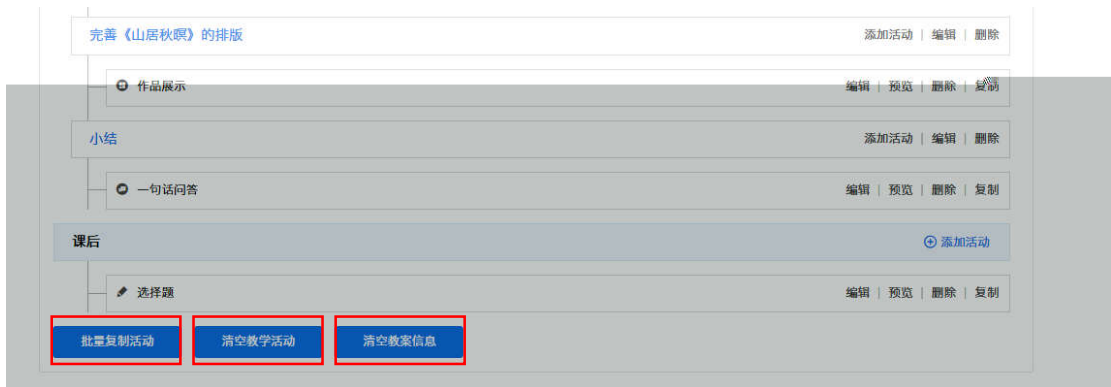 完善《山居秋暝》的排版 添加活动 | 编辑 | 删除
作品展示 编辑 | 预览 | 删除 | 复制
小结 添加活动 | 编辑 | 删除
一句话问答 编辑 | 预览 | 删除 | 复制
课后 添加活动
选择题 编辑 | 预览 | 删除 | 复制
批量复制活动 清空教学活动 清空教案信息